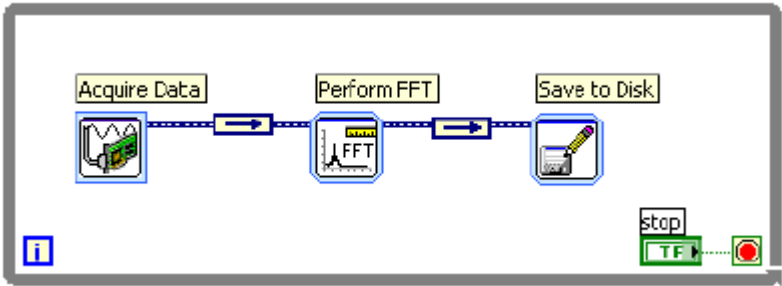 Acquire Data
Perform FFT
Save to Disk
FFT
stop
TF
i